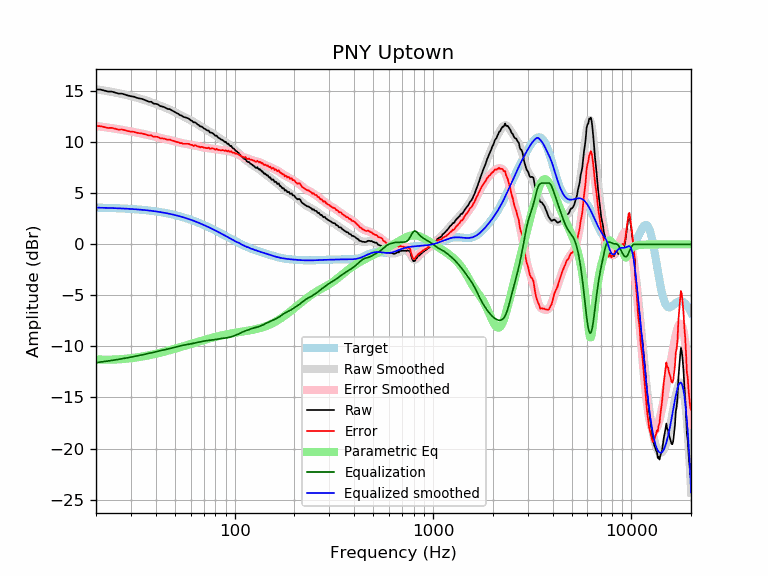 PNY Uptown
15
10
5
0
−5
−10
−15
−20
−25
Amplitude (dBr)
Target
Raw Smoothed
Error Smoothed
Raw
Error
Parametric Eq
Equalization
Equalized smoothed
100 1000 10000
Frequency (Hz)